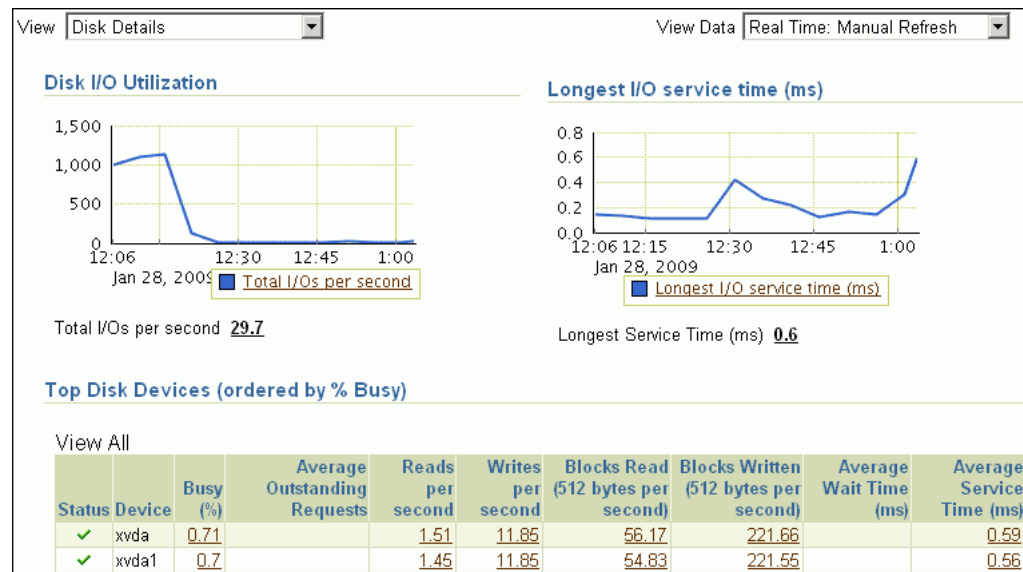 View Disk Details View Data Real Time: Manual Refresh
Disk I/O Utilization
1,500
1,000
500
0
12:06 12:30 12:45 1:00
Jan 28, 2009
Total I/Os per second
Total I/Os per second 29.7
Longest I/O service time (ms)
0.8
0.6
0.4
0.2
0.0
12:06 12:15 12:30 12:45 1:00
Jan 28, 2009
Longest I/O service time (ms)
Longest Service Time (ms) 0.6
Top Disk Devices (ordered by % Busy)
View All
Status Device Busy (%) Average Outstanding Requests Reads per second Writes per second Blocks Read (512 bytes per second) Blocks Written (512 bytes per second) Average Wait Time (ms) Average Service Time (ms)
xvda 0.71 1.51 11.85 56.17 221.66 0.59
xvda1 0.7 1.45 11.85 54.83 221.55 0.56